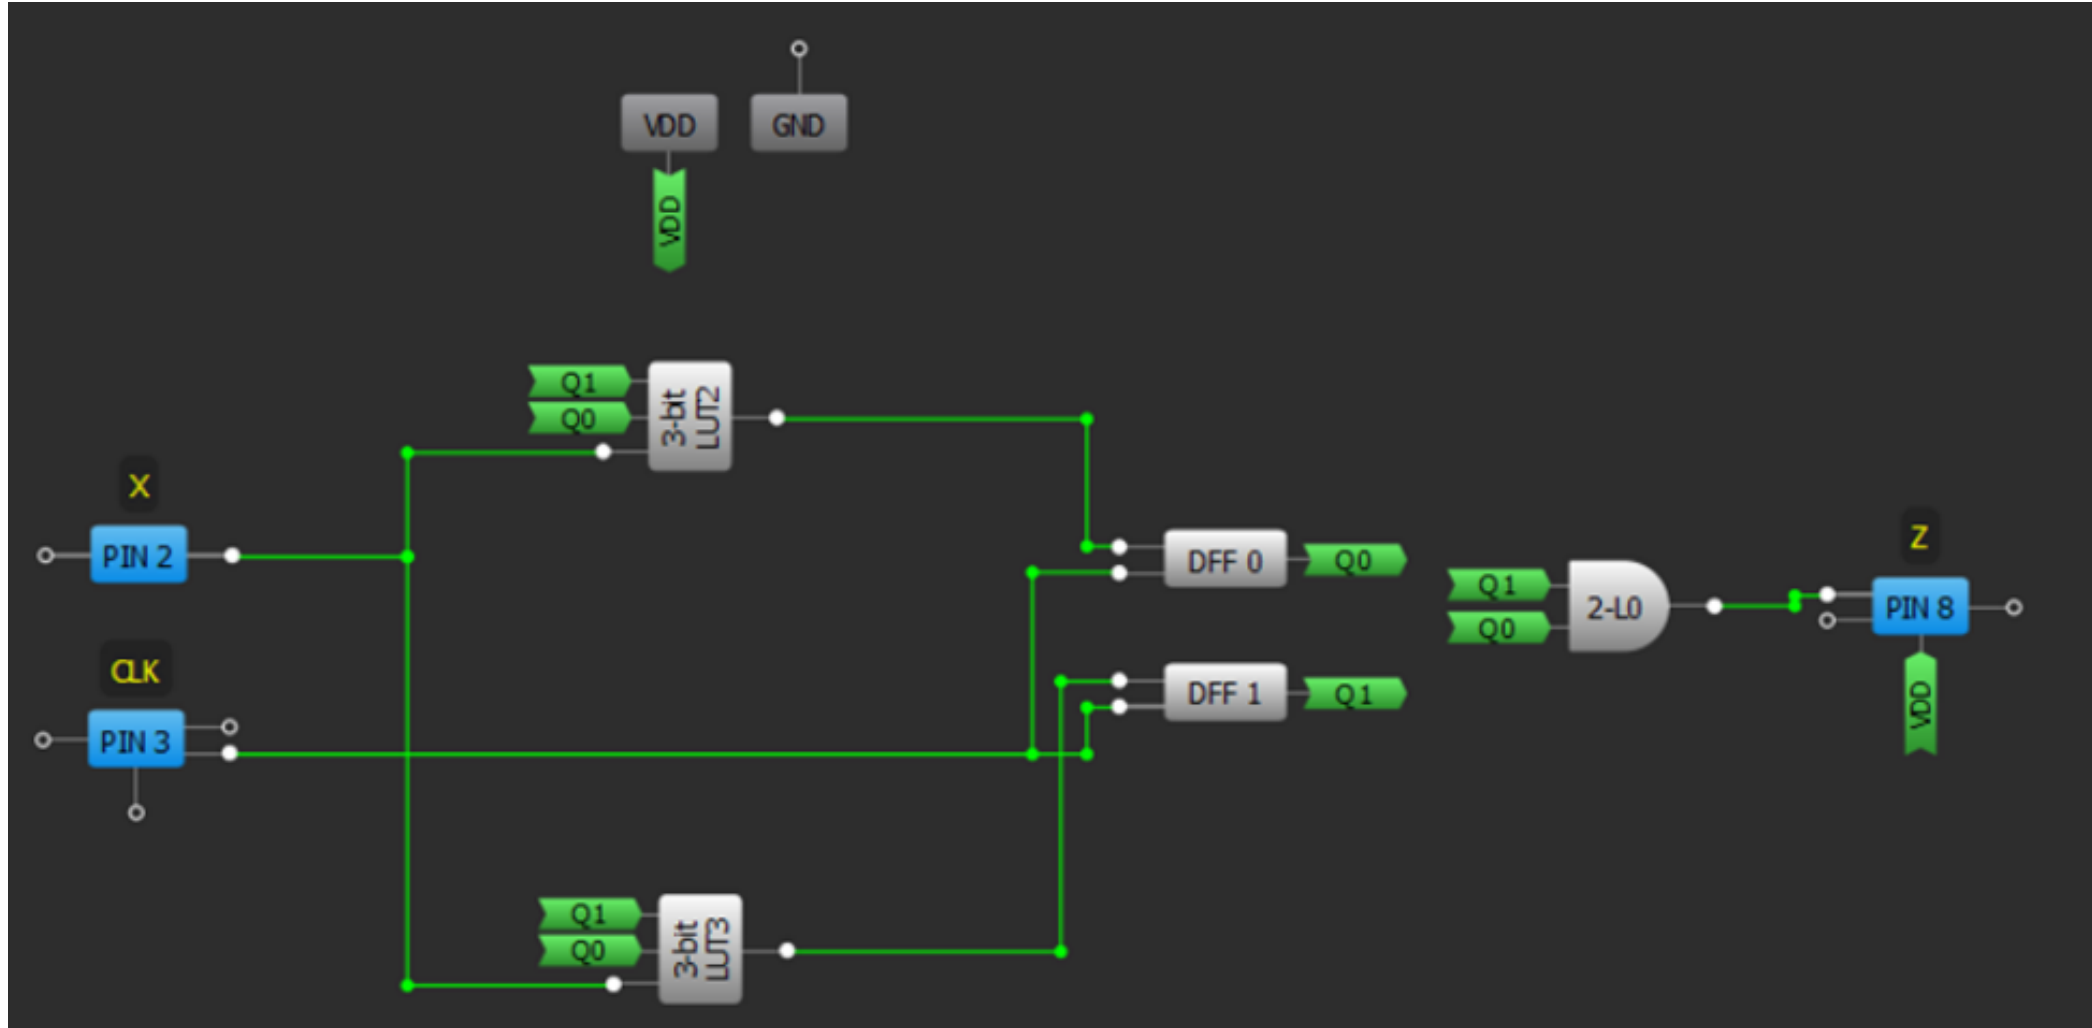 VDD
GND
VDD
Q1
Q0
3-bit
LUT2
X
PIN 2
CLK
PIN 3
DFF 0
Q0
DFF 1
Q1
Q1
Q0
2-L0
Z
PIN 8
VDD
Q1
Q0
3-bit
LUT3